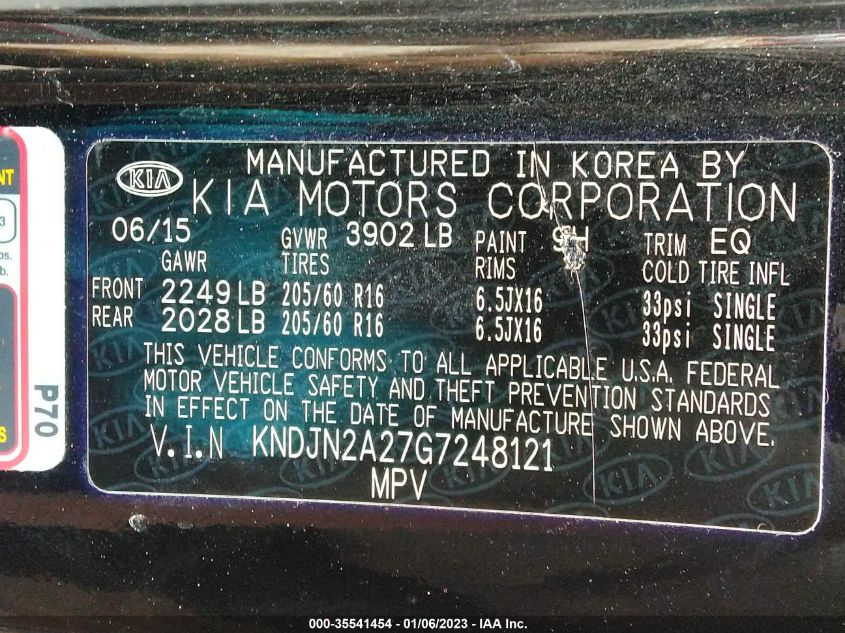 MANUFACTURED IN KOREA BY
KIA KIA MOTORS CORPORATION
06/15 GVWR 3902 LB PAINT 9H TRIM EQ
GAWR TIRES RIMS COLD TIRE INFL
FRONT 2249 LB 205/60 R16 6.5JX16 33psi SINGLE
REAR 2028 LB 205/60 R16 6.5JX16 33psi SINGLE
THIS VEHICLE CONFORMS TO ALL APPLICABLE U.S.A. FEDERAL
MOTOR VEHICLE SAFETY AND THEFT PREVENTION STANDARDS
IN EFFECT ON THE DATE OF MANUFACTURE SHOWN ABOVE.
V.I.N KNDJN2A27G7248121
MPV
P70
000-35541454 - 01/06/2023 - IAA Inc.